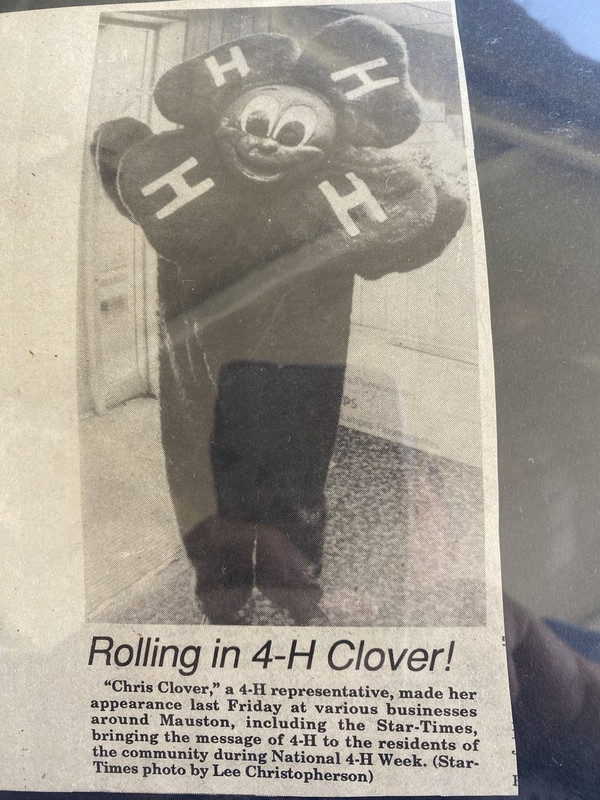 H
H
H
H
PS
Rolling in 4-H Clover!
"Chris Clover," a 4-H representative, made her
appearance last Friday at various businesses
around Mauston, including the Star-Times,
bringing the message of 4-H to the residents of
the community during National 4-H Week. (Star-
Times photo by Lee Christopherson)